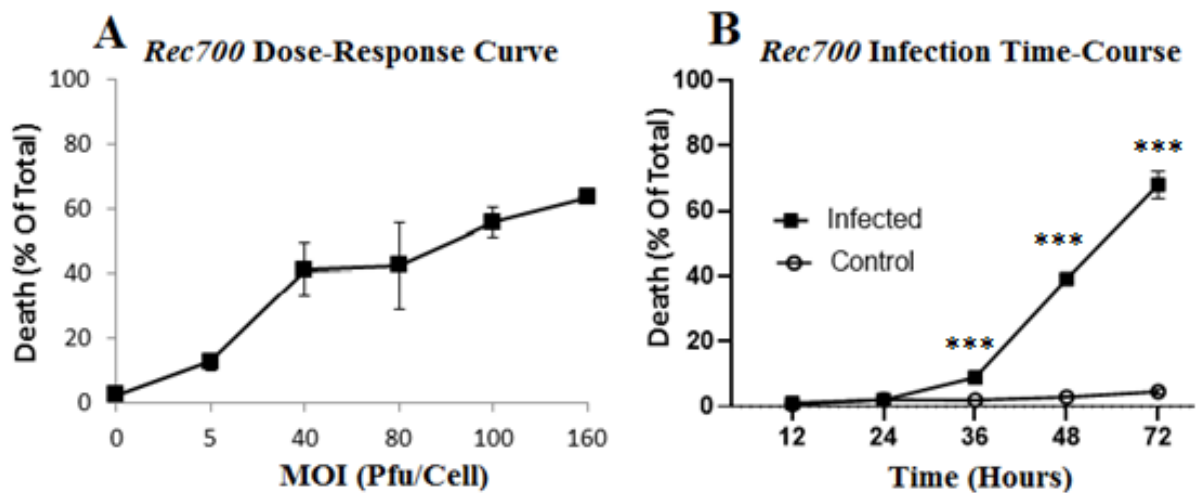 A
Rec700 Dose-Response Curve
Death (% Of Total)
100
80
60
40
20
0
0 5 40 80 100 160
MOI (Pfu/Cell)
B
Rec700 Infection Time-Course
Death (% Of Total)
100
80
60
40
20
0
Infected
Control
***
***
***
12 24 36 48 72
Time (Hours)